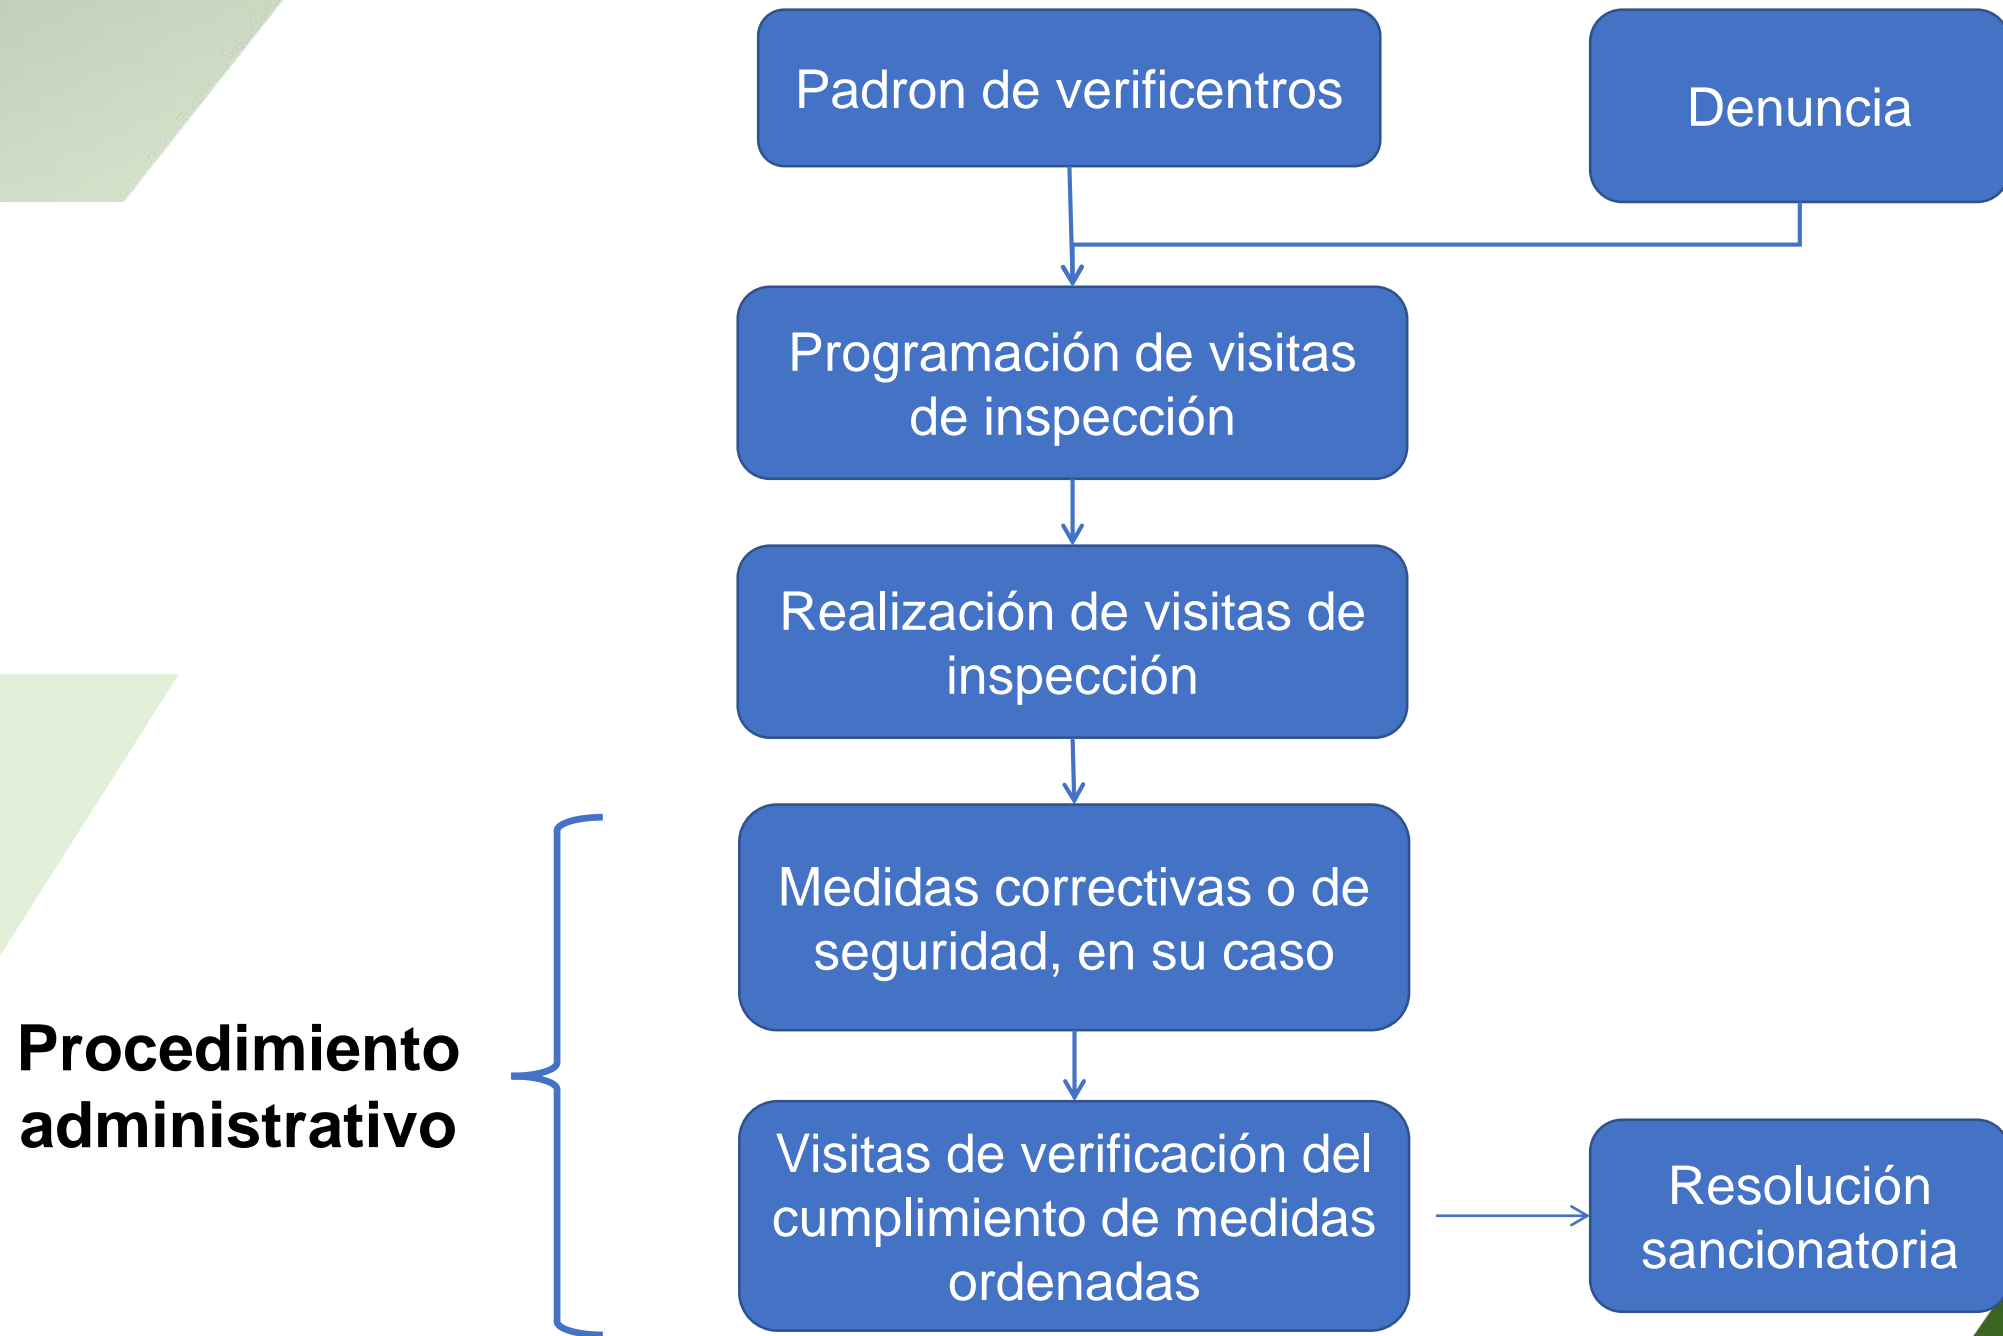 Padron de verificentros
Denuncia
Programación de visitas
de inspección
Realización de visitas de
inspección
Medidas correctivas o de
seguridad, en su caso
Procedimiento
administrativo
Visitas de verificación del
cumplimiento de medidas
ordenadas
Resolución
sancionatoria